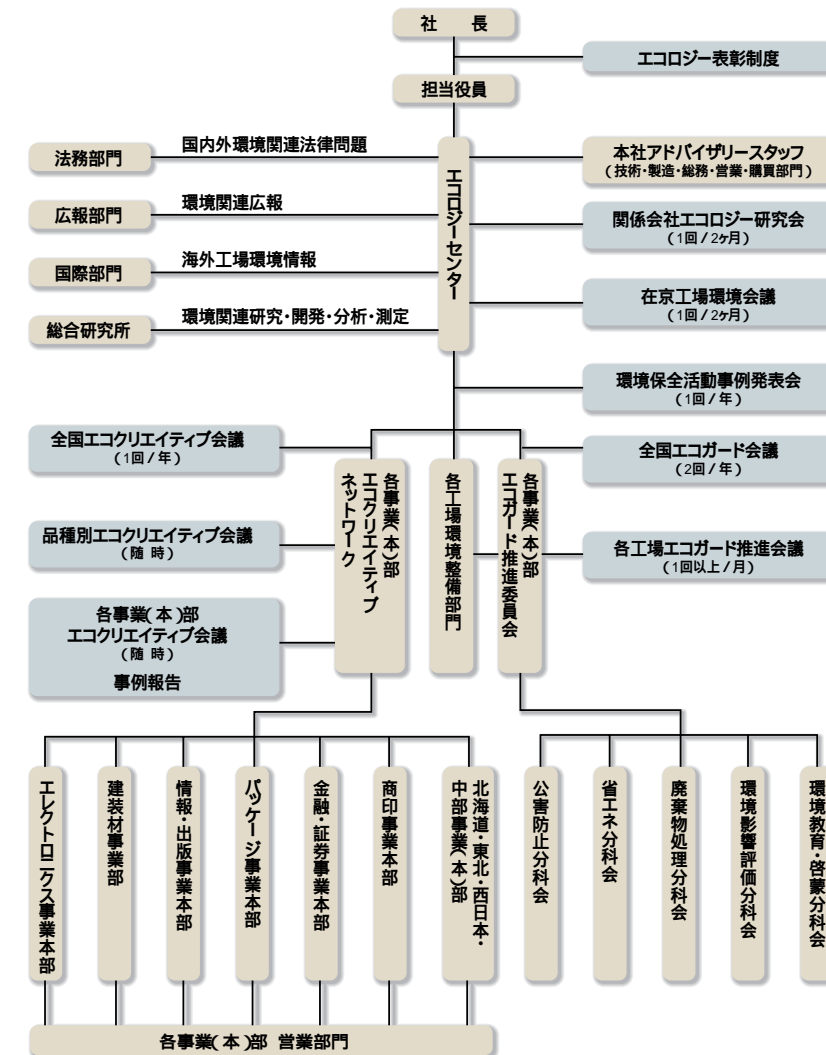 社 長
エコロジー表彰制度
担当役員
法務部門
国内外環境関連法律問題
広報部門
環境関連広報
国際部門
海外工場環境情報
総合研究所
環境関連研究・開発・分析・測定
エコロジーセンター
本社アドバイザリースタッフ
(技術・製造・総務・営業・購買部門)
関係会社エコロジー研究会
(1回/2ヶ月)
在京工場環境会議
(1回/2ヶ月)
環境保全活動事例発表会
(1回/年)
全国エコクリエイティブ会議
(1回/年)
全国エコガード会議
(2回/年)
品種別エコクリエイティブ会議
(随 時)
各工場エコガード推進会議
(1回以上/月)
各事業(本)部
エコクリエイティブ会議
(随 時)
事例報告
各事業(本)部
エコクリエイティブ
ネットワーク
各工場環境整備部門
各事業(本)部
エコガード推進委員会
エレクトロニクス事業本部
建装材事業部
情報・出版事業本部
パッケージ事業本部
金融・証券事業本部
商印事業本部
北海道・東北・西日本・
中部事業(本)部
公害防止分科会
省エネ分科会
廃棄物処理分科会
環境影響評価分科会
環境教育・啓蒙分科会
各事業(本)部 営業部門